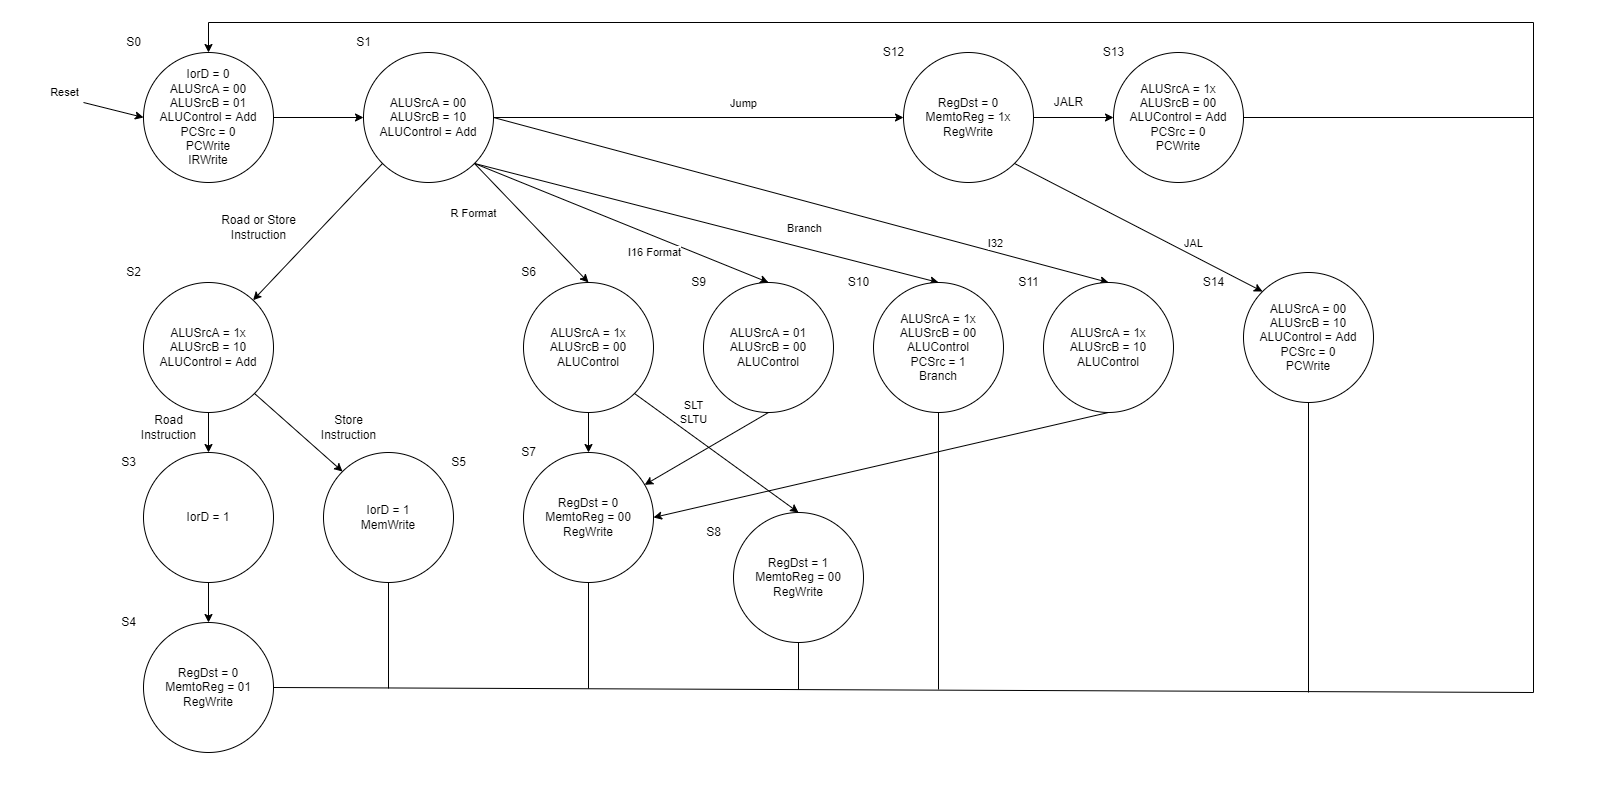 S0
S1
S12
S13
Reset
IorD = 0
ALUSrcA = 00
ALUSrcB = 01
ALUControl = Add
PCSrc = 0
PCWrite
IRWrite
ALUSrcA = 00
ALUSrcB = 10
ALUControl = Add
Jump
RegDst = 0
MemtoReg = 1x
RegWrite
JALR
ALUSrcA = 1x
ALUSrcB = 00
ALUControl = Add
PCSrc = 0
PCWrite
Road or Store
Instruction
R Format
I16 Format
Branch
I32
JAL
S2
S6
S9
S10
S11
S14
ALUSrcA = 1x
ALUSrcB = 10
ALUControl = Add
ALUSrcA = 1x
ALUSrcB = 00
ALUControl
ALUSrcA = 01
ALUSrcB = 00
ALUControl
ALUSrcA = 1x
ALUSrcB = 00
ALUControl
PCSrc = 1
Branch
ALUSrcA = 1x
ALUSrcB = 10
ALUControl
ALUSrcA = 00
ALUSrcB = 10
ALUControl = Add
PCSrc = 0
PCWrite
Road
Instruction
Store
Instruction
SLT
SLTU
S3
S5
S7
S8
IorD = 1
IorD = 1
MemWrite
RegDst = 0
MemtoReg = 00
RegWrite
RegDst = 1
MemtoReg = 00
RegWrite
S4
RegDst = 0
MemtoReg = 01
RegWrite